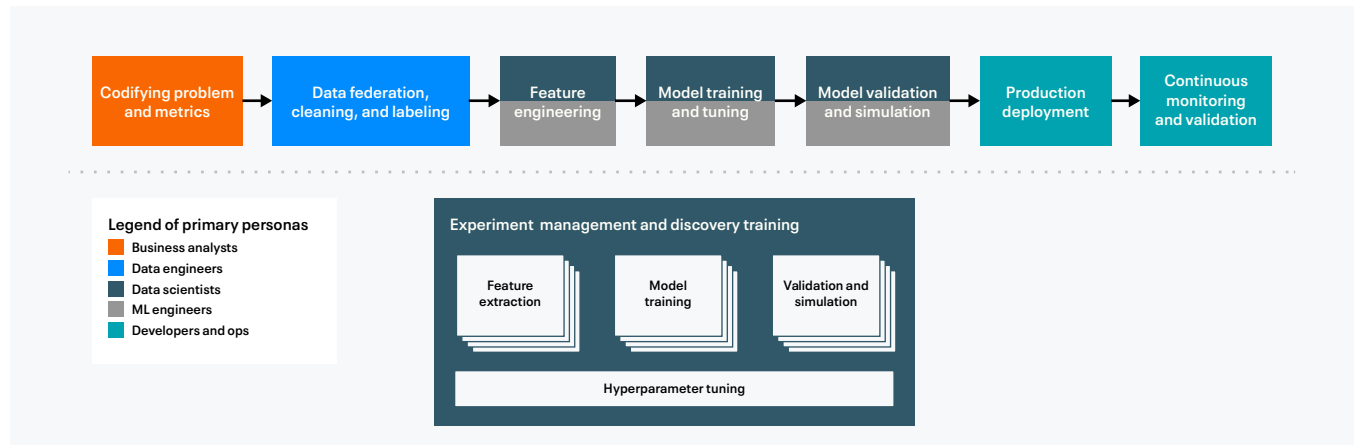 Codifying problem
and metrics
Data federation,
cleaning, and labeling
Feature
engineering
Model training
and tuning
Model validation
and simulation
Production
deployment
Continuous
monitoring
and validation
Legend of primary personas
Business analysts
Data engineers
Data scientists
ML engineers
Developers and ops
Experiment management and discovery training
Feature
extraction
Model
training
Validation and
simulation
Hyperparameter tuning